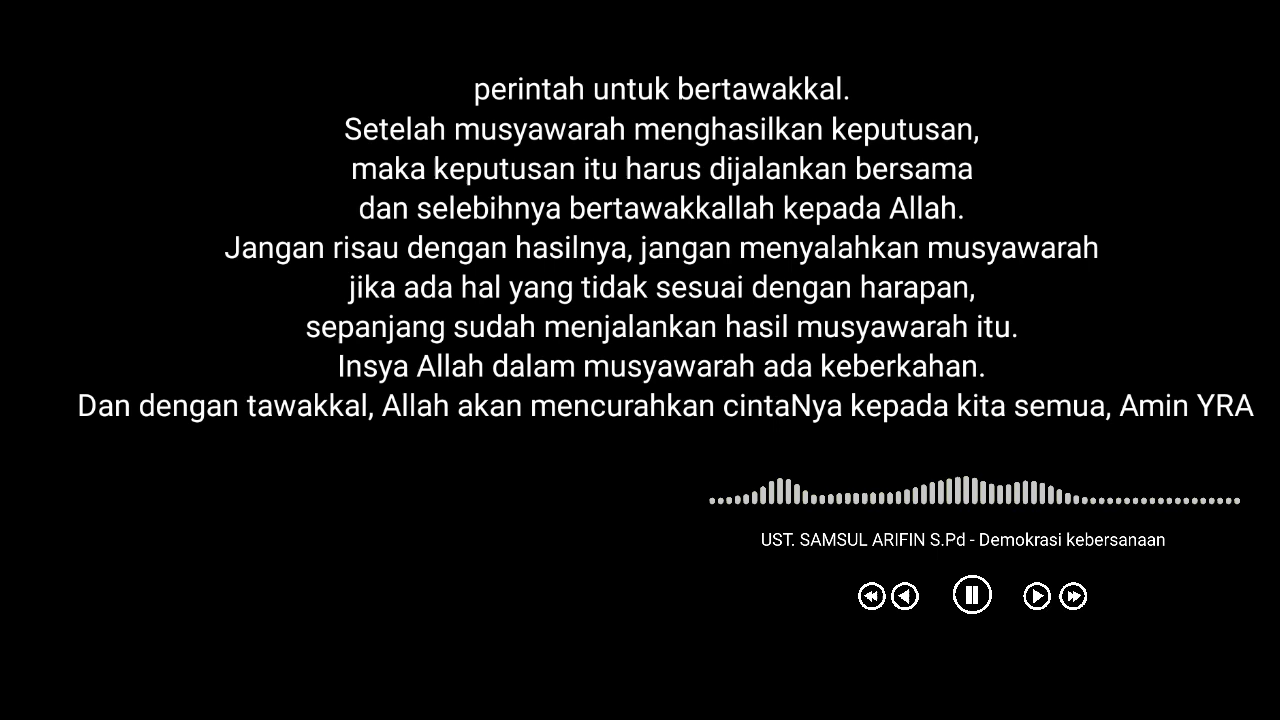 perintah untuk bertawakkal.
Setelah musyawarah menghasilkan keputusan,
maka keputusan itu harus dijalankan bersama
dan selebihnya bertawakkallah kepada Allah.
Jangan risau dengan hasilnya, jangan menyalahkan musyawarah
jika ada hal yang tidak sesuai dengan harapan,
sepanjang sudah menjalankan hasil musyawarah itu.
Insya Allah dalam musyawarah ada keberkahan.
Dan dengan tawakkal, Allah akan mencurahkan cintaNya kepada kita semua, Amin YRA
UST. SAMSUL ARIFIN S.Pd - Demokrasi kebersanaan